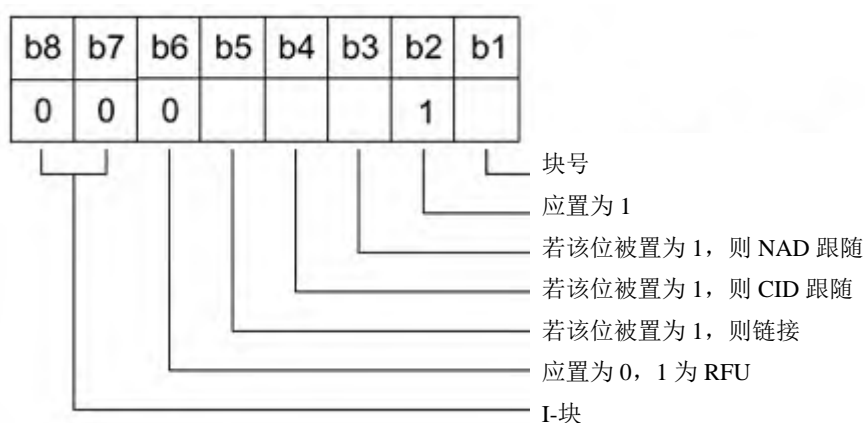 b8 b7 b6 b5 b4 b3 b2 b1
0 0 0 1
块号
应置为 1
若该位被置为 1，则 NAD 跟随
若该位被置为 1，则 CID 跟随
若该位被置为 1，则链接
应置为 0，1 为 RFU
I-块